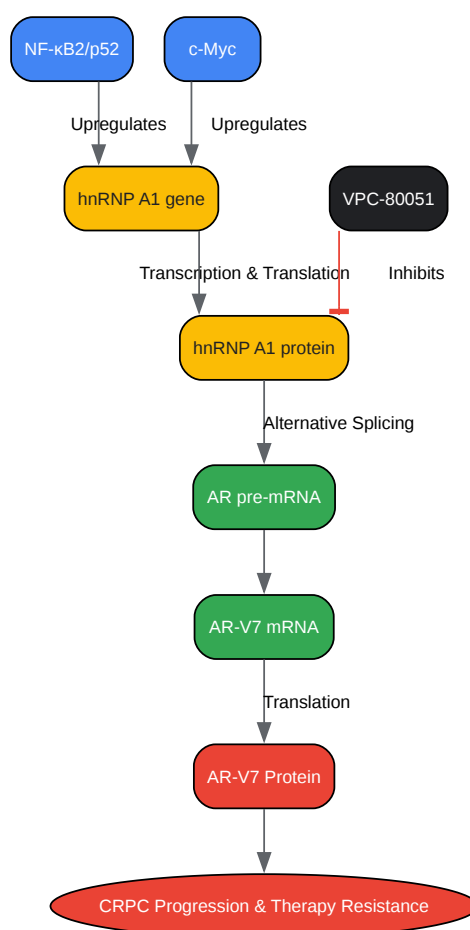 NF-κB2/p52
c-Myc
Upregulates
Upregulates
hnRNP A1 gene
VPC-80051
Transcription & Translation
Inhibits
hnRNP A1 protein
Alternative Splicing
AR pre-mRNA
AR-V7 mRNA
Translation
AR-V7 Protein
CRPC Progression & Therapy Resistance